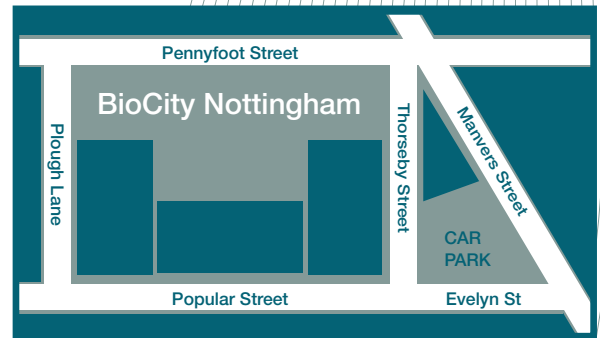 Pennyfoot Street
BioCity Nottingham
Plough Lane
Thorseby Street
Manvers Street
CAR
PARK
Popular Street
Evelyn St